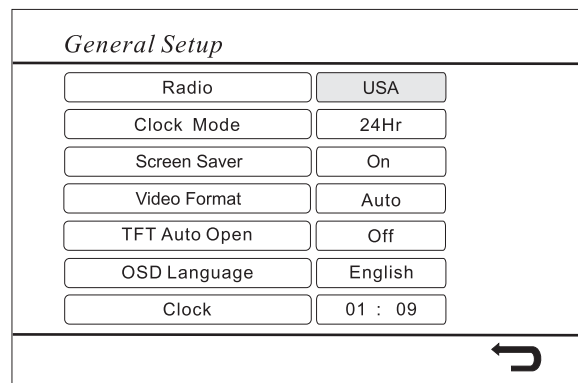 General Setup
Radio USA
Clock Mode 24Hr
Screen Saver On
Video Format Auto
TFT Auto Open Off
OSD Language English
Clock 01 : 09